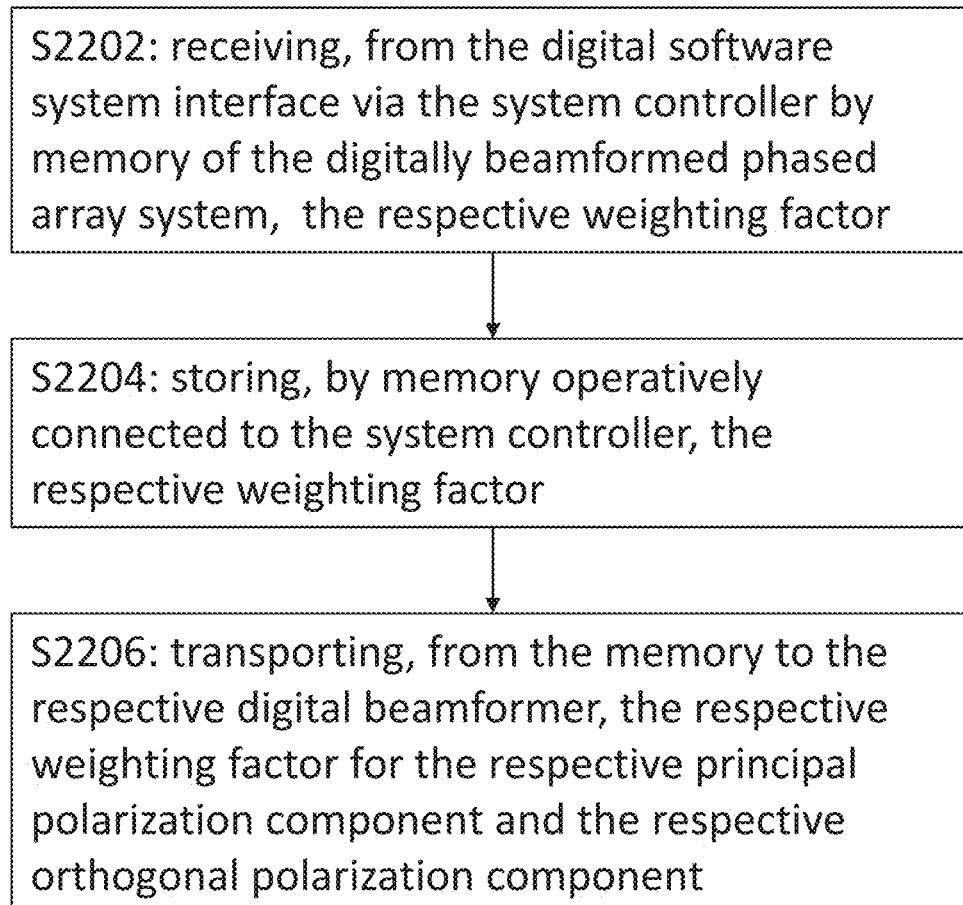 S2202: receiving, from the digital software
system interface via the system controller by
memory of the digitally beamformed phased
array system,  the respective weighting factor
S2204: storing, by memory operatively
connected to the system controller, the
respective weighting factor
S2206: transporting, from the memory to the
respective digital beamformer, the respective
weighting factor for the respective principal
polarization component and the respective
orthogonal polarization component